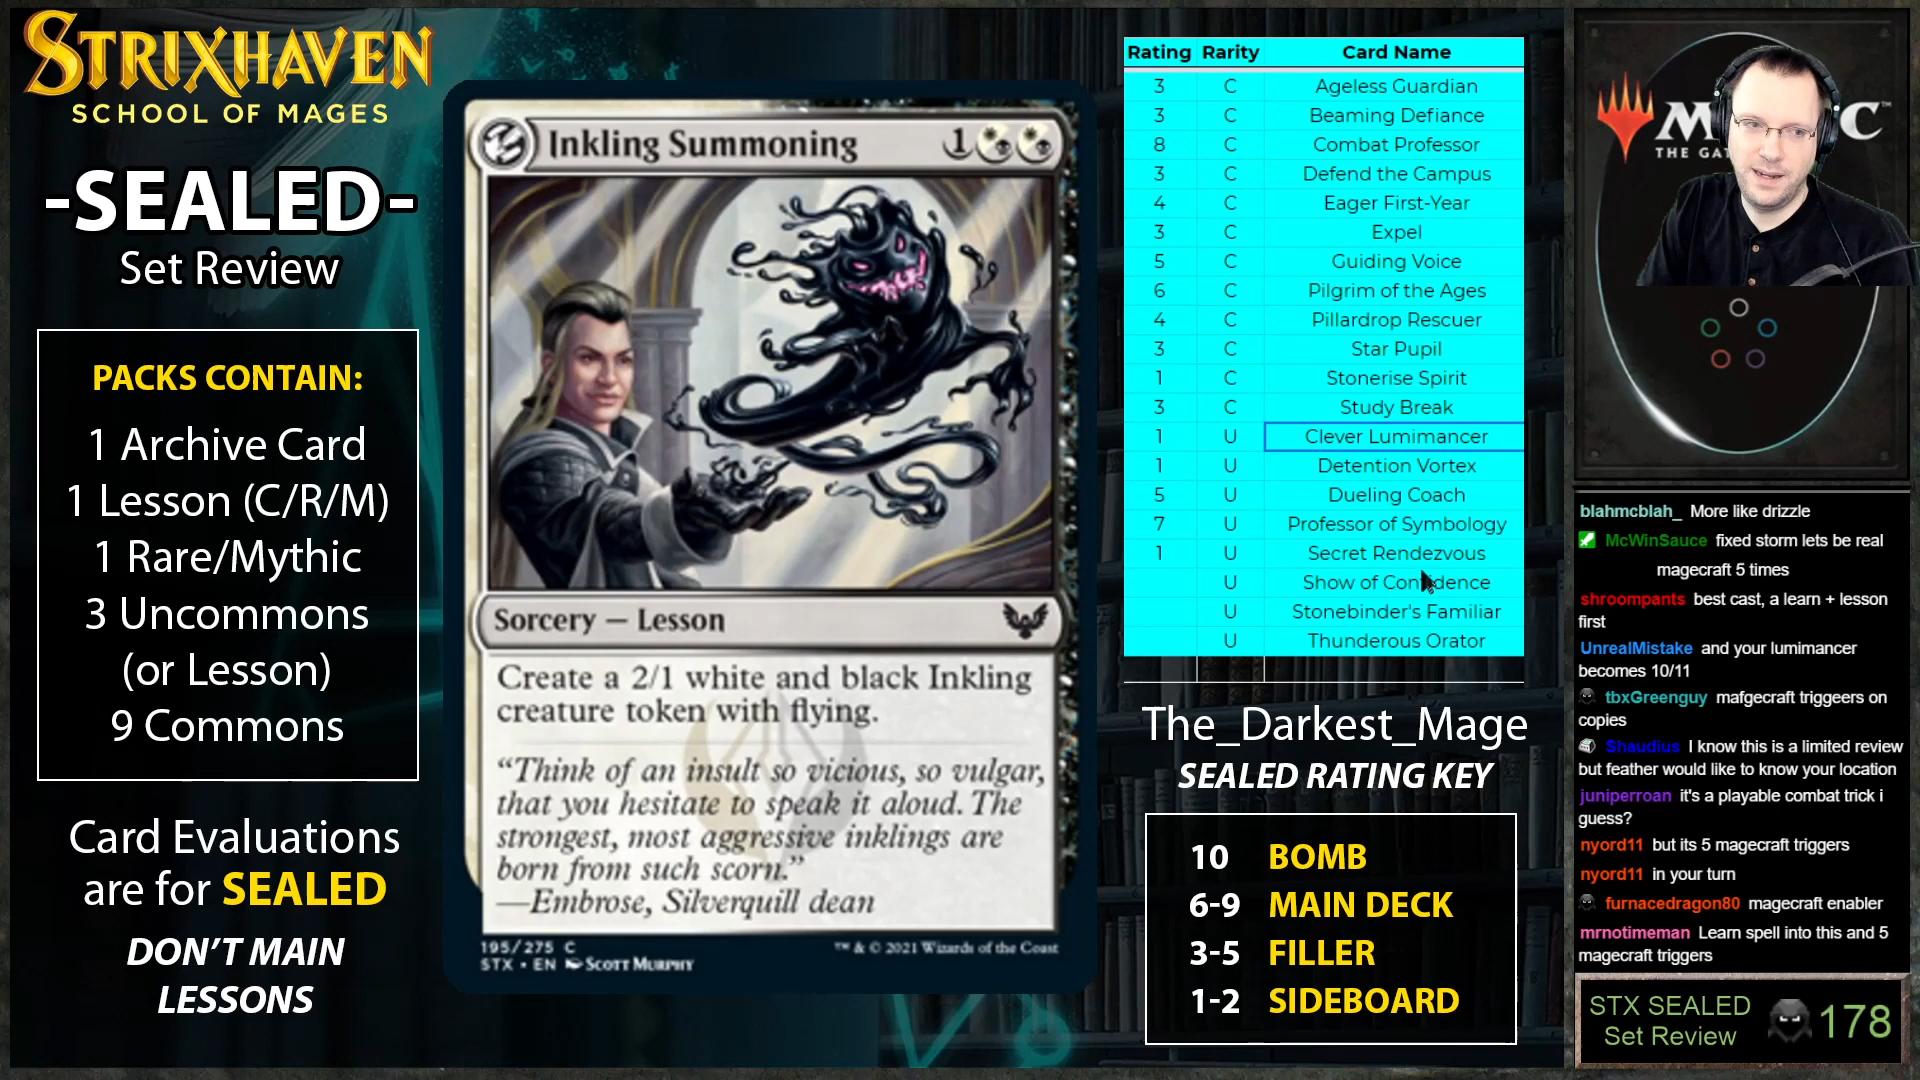 STRIXHAVEN
SCHOOL OF MAGES
-SEALED-
Set Review
PACKS CONTAIN:
1 Archive Card
1 Lesson (C/R/M)
1 Rare/Mythic
3 Uncommons
(or Lesson)
9 Commons
Card Evaluations
are for SEALED
DON'T MAIN
LESSONS
Inkling Summoning 1
Sorcery — Lesson
Create a 2/1 white and black Inkling
creature token with flying.
"Think of an insult so vicious, so vulgar,
that you hesitate to speak it aloud. The
strongest, most aggressive inklings are
born from such scorn."
—Embrose, Silverquill dean
195/275 C
STX • EN SCOTT MURPHY
™ & © 2021 Wizards of the Coast
Rating Rarity Card Name
3 C Ageless Guardian
3 C Beaming Defiance
8 C Combat Professor
3 C Defend the Campus
4 C Eager First-Year
3 C Expel
5 C Guiding Voice
6 C Pilgrim of the Ages
4 C Pillardrop Rescuer
3 C Star Pupil
1 C Stonerise Spirit
3 C Study Break
1 U Clever Lumimancer
1 U Detention Vortex
5 U Dueling Coach
7 U Professor of Symbology
1 U Secret Rendezvous
U Show of Confidence
U Stonebinder's Familiar
U Thunderous Orator
The_Darkest_Mage
SEALED RATING KEY
10 BOMB
6-9 MAIN DECK
3-5 FILLER
1-2 SIDEBOARD
blahmcblah_ More like drizzle
McWinSauce fixed storm lets be real
magecraft 5 times
shroompants best cast, a learn + lesson
first
UnrealMistake and your lumimancer
becomes 10/11
tbxGreenguy mafgecraft triggeers on
copies
Shaudius I know this is a limited review
but feather would like to know your location
juniperroan it's a playable combat trick i
guess?
nyord11 but its 5 magecraft triggers
nyord11 in your turn
furnacedragon80 magecraft enabler
mrnotimeman Learn spell into this and 5
magecraft triggers
STX SEALED
Set Review
178